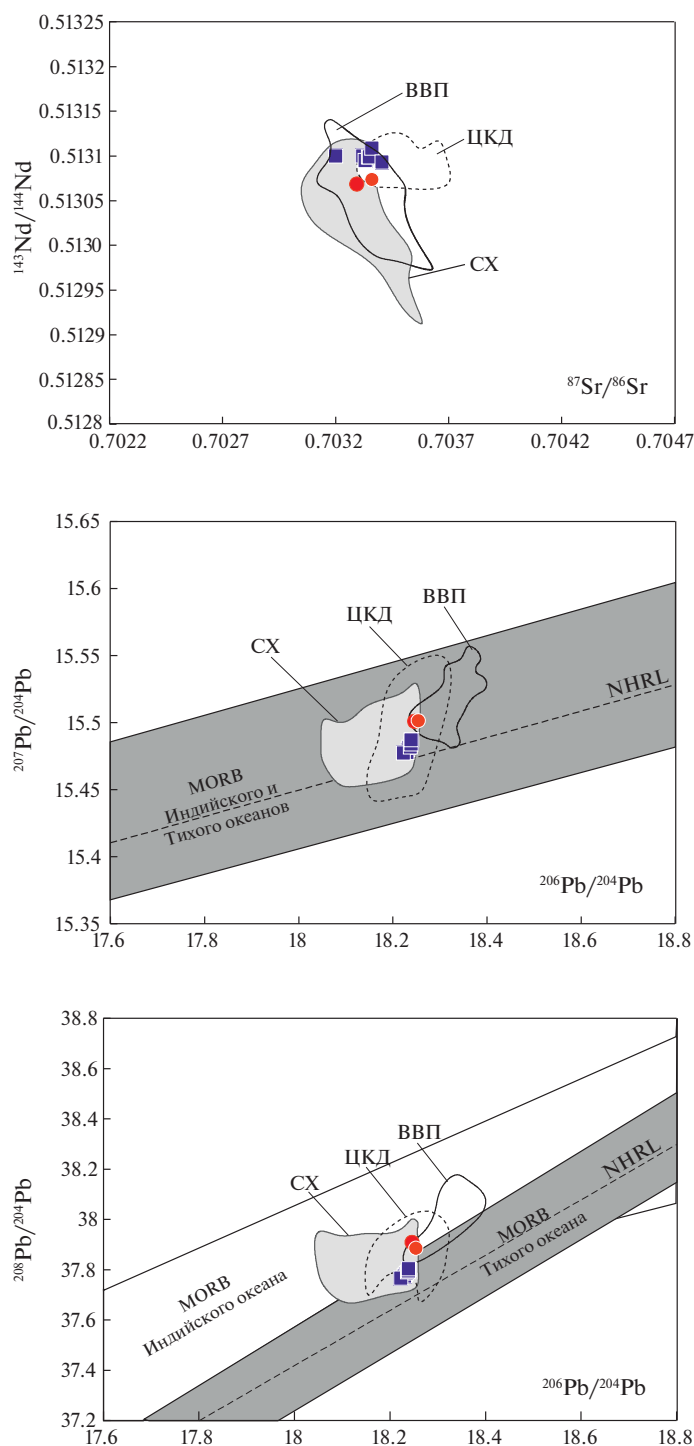 0.51325
0.5132
0.51315
0.5131
0.51305
0.5130
0.51295
0.5129
0.51285
0.5128
¹⁴³Nd/¹⁴⁴Nd
ВВП
ЦКД
СХ
⁸⁷Sr/⁸⁶Sr
0.7022
0.7027
0.7032
0.7037
0.7042
0.7047
15.65
15.6
15.55
15.5
15.45
15.4
15.35
²⁰⁷Pb/²⁰⁴Pb
ВВП
ЦКД
СХ
NHRL
MORB
Индийского и
Тихого океанов
²⁰⁶Pb/²⁰⁴Pb
17.6
17.8
18
18.2
18.4
18.6
18.8
38.8
38.6
38.4
38.2
38
37.8
37.6
37.4
37.2
²⁰⁸Pb/²⁰⁴Pb
ВВП
ЦКД
СХ
NHRL
MORB
Тихого океана
MORB
Индийского океана
²⁰⁶Pb/²⁰⁴Pb
17.6
17.8
18
18.2
18.4
18.6
18.8